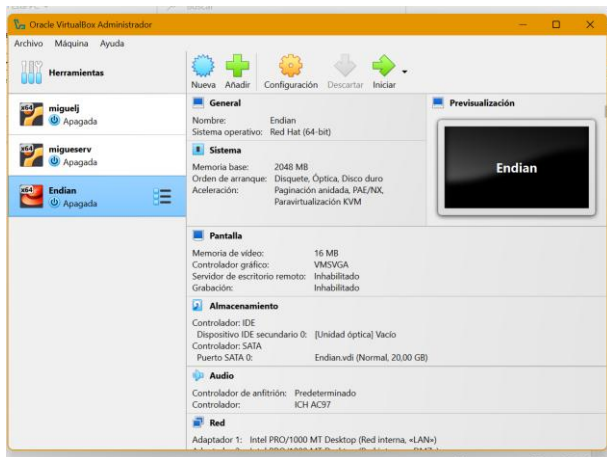 Oracle VirtualBox Administrador
Archivo Máquina Ayuda
Herramientas
Nueva Añadir Configuración Descartar Iniciar
x64 miguelj
Apagada
x64 migueserv
Apagada
x64 Endian
Apagada
General
Nombre: Endian
Sistema operativo: Red Hat (64-bit)
Sistema
Memoria base: 2048 MB
Orden de arranque: Disquete, Óptica, Disco duro
Aceleración: Paginación anidada, PAE/NX,
Paravirtualización KVM
Previsualización
Endian
Pantalla
Memoria de vídeo: 16 MB
Controlador gráfico: VMSVGA
Servidor de escritorio remoto: Inhabilitado
Grabación: Inhabilitado
Almacenamiento
Controlador: IDE
Dispositivo IDE secundario 0: [Unidad óptica] Vacío
Controlador: SATA
Puerto SATA 0: Endian.vdi (Normal, 20,00 GB)
Audio
Controlador de anfitrión: Predeterminado
Controlador: ICH AC97
Red
Adaptador 1: Intel PRO/1000 MT Desktop (Red interna, «LAN»)